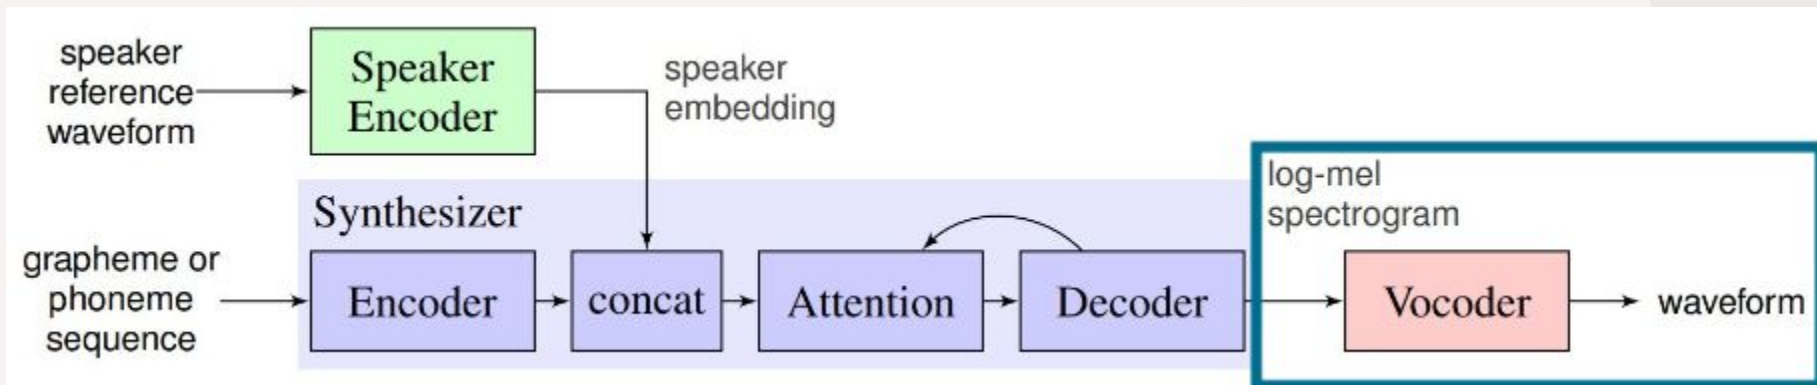 speaker
reference
waveform
Speaker
Encoder
speaker
embedding
Synthesizer
grapheme or
phoneme
sequence
Encoder
concat
Attention
Decoder
log-mel
spectrogram
Vocoder
waveform